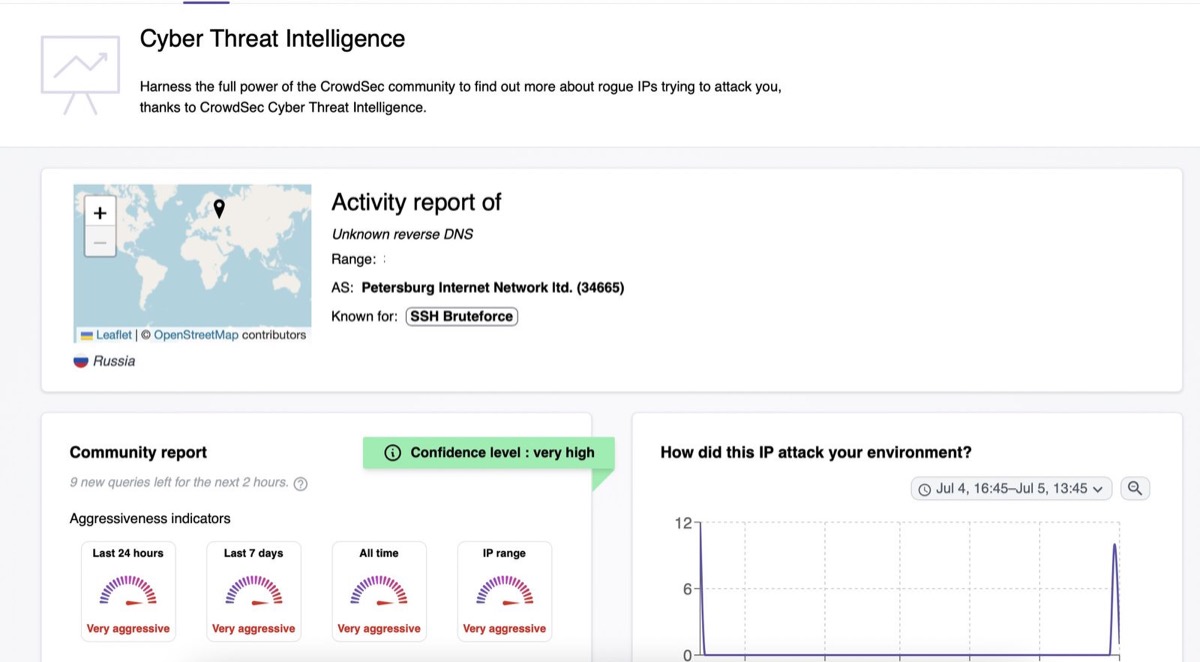 Cyber Threat Intelligence
Harness the full power of the CrowdSec community to find out more about rogue IPs trying to attack you,
thanks to CrowdSec Cyber Threat Intelligence.
+
−
Leaflet | © OpenStreetMap contributors
Russia
Activity report of
Unknown reverse DNS
Range:
AS: Petersburg Internet Network ltd. (34665)
Known for: SSH Bruteforce
Community report
Confidence level : very high
9 new queries left for the next 2 hours.
Aggressiveness indicators
Last 24 hours
Very aggressive
Last 7 days
Very aggressive
All time
Very aggressive
IP range
Very aggressive
How did this IP attack your environment?
Jul 4, 16:45–Jul 5, 13:45
12
6
0